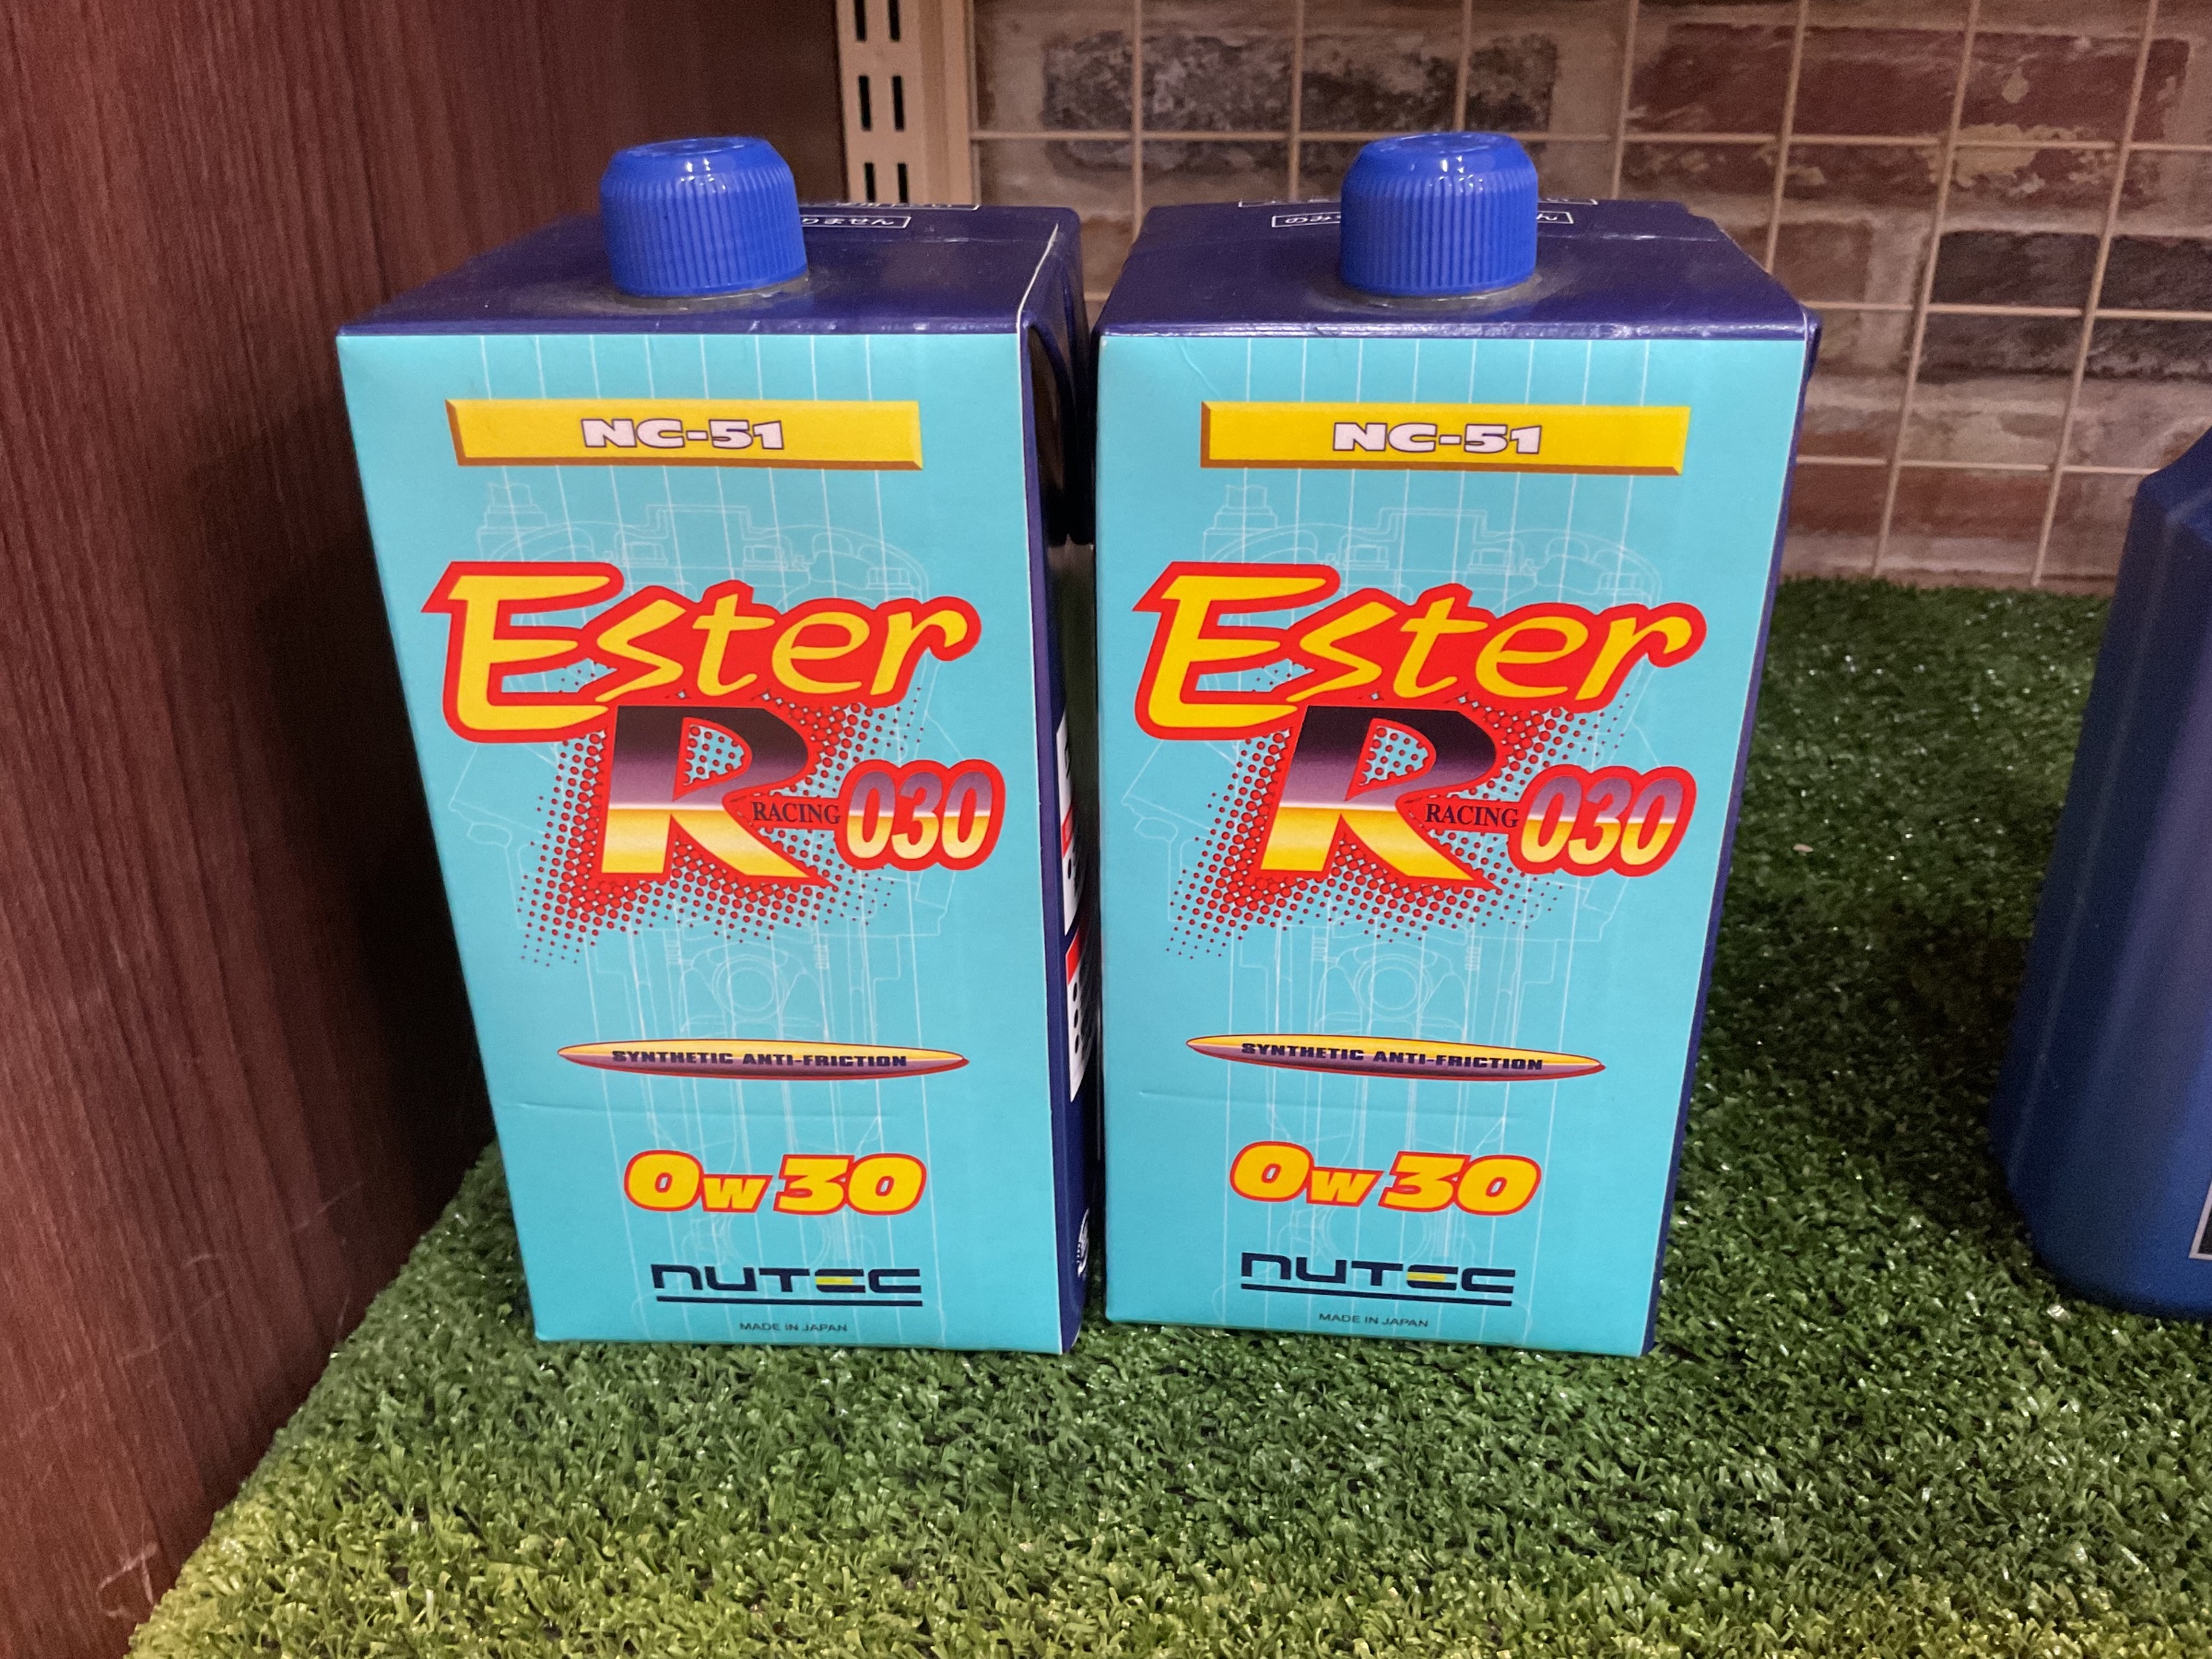 NC-51
Ester
R RACING 030
SYNTHETIC ANTI-FRICTION
0W30
NUTEC
MADE IN JAPAN
NC-51
Ester
R RACING 030
SYNTHETIC ANTI-FRICTION
0W30
NUTEC
MADE IN JAPAN